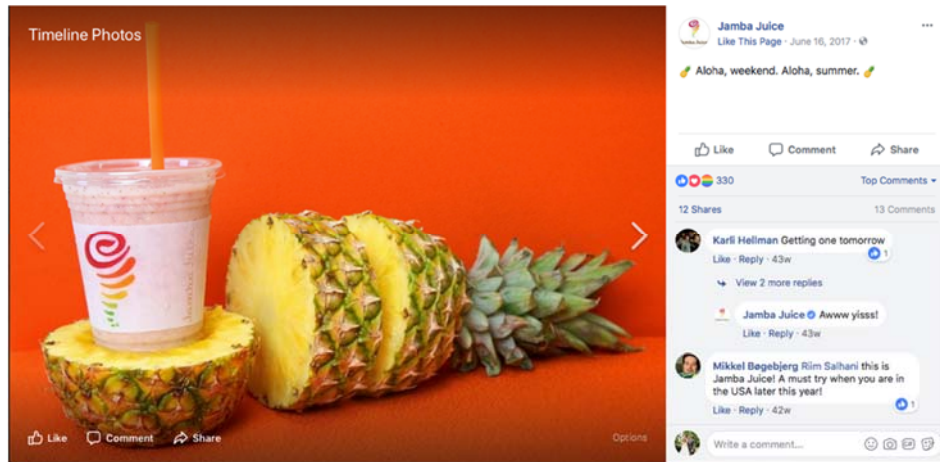 Timeline Photos
Like
Comment
Share
Options
Jamba Juice
Like This Page · June 16, 2017 ·
🍍 Aloha, weekend. Aloha, summer. 🍍
Like
Comment
Share
330
Top Comments
12 Shares
13 Comments
Karli Hellman Getting one tomorrow
1
Like · Reply · 43w
View 2 more replies
Jamba Juice Awww yisss!
Like · Reply · 43w
Mikkel Bøgebjerg Riim Salhani this is
Jamba Juice! A must try when you are in
the USA later this year!
1
Like · Reply · 42w
Write a comment...